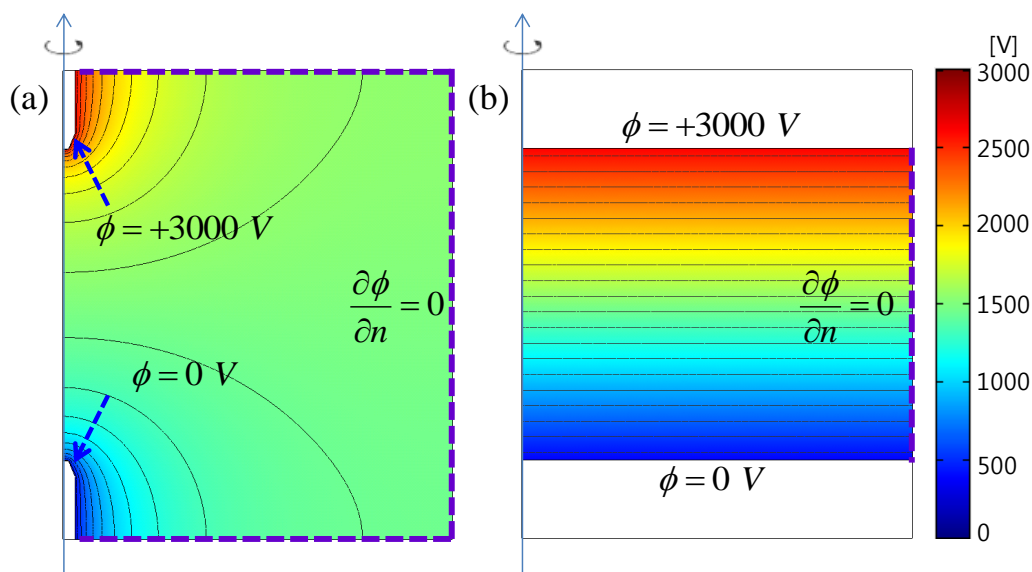 (a)
ϕ = +3000 V
∂ϕ/∂n = 0
ϕ = 0 V
(b)
ϕ = +3000 V
∂ϕ/∂n = 0
ϕ = 0 V
[V]
3000
2500
2000
1500
1000
500
0